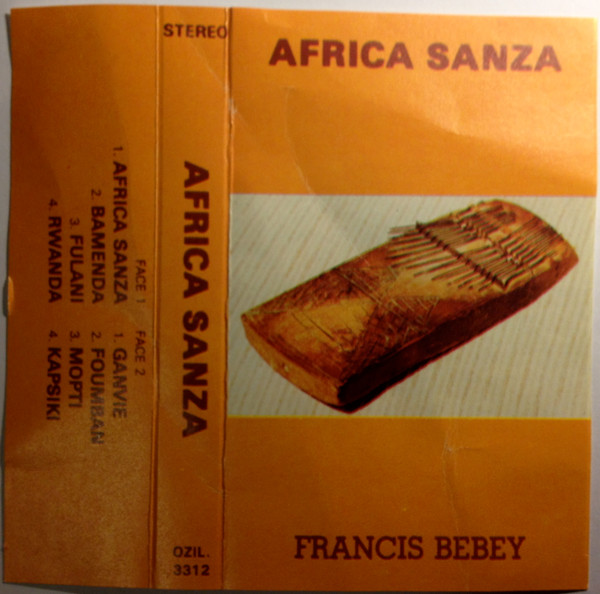 AFRICA SANZA
FRANCIS BEBEY
STEREO
AFRICA SANZA
OZIL.
3312
FACE 1
1. AFRICA SANZA
2. BAMENDA
3. FULANI
4. RWANDA
FACE 2
1. GANVIE
2. FOUMBAN
3. MOPTI
4. KAPSIKI